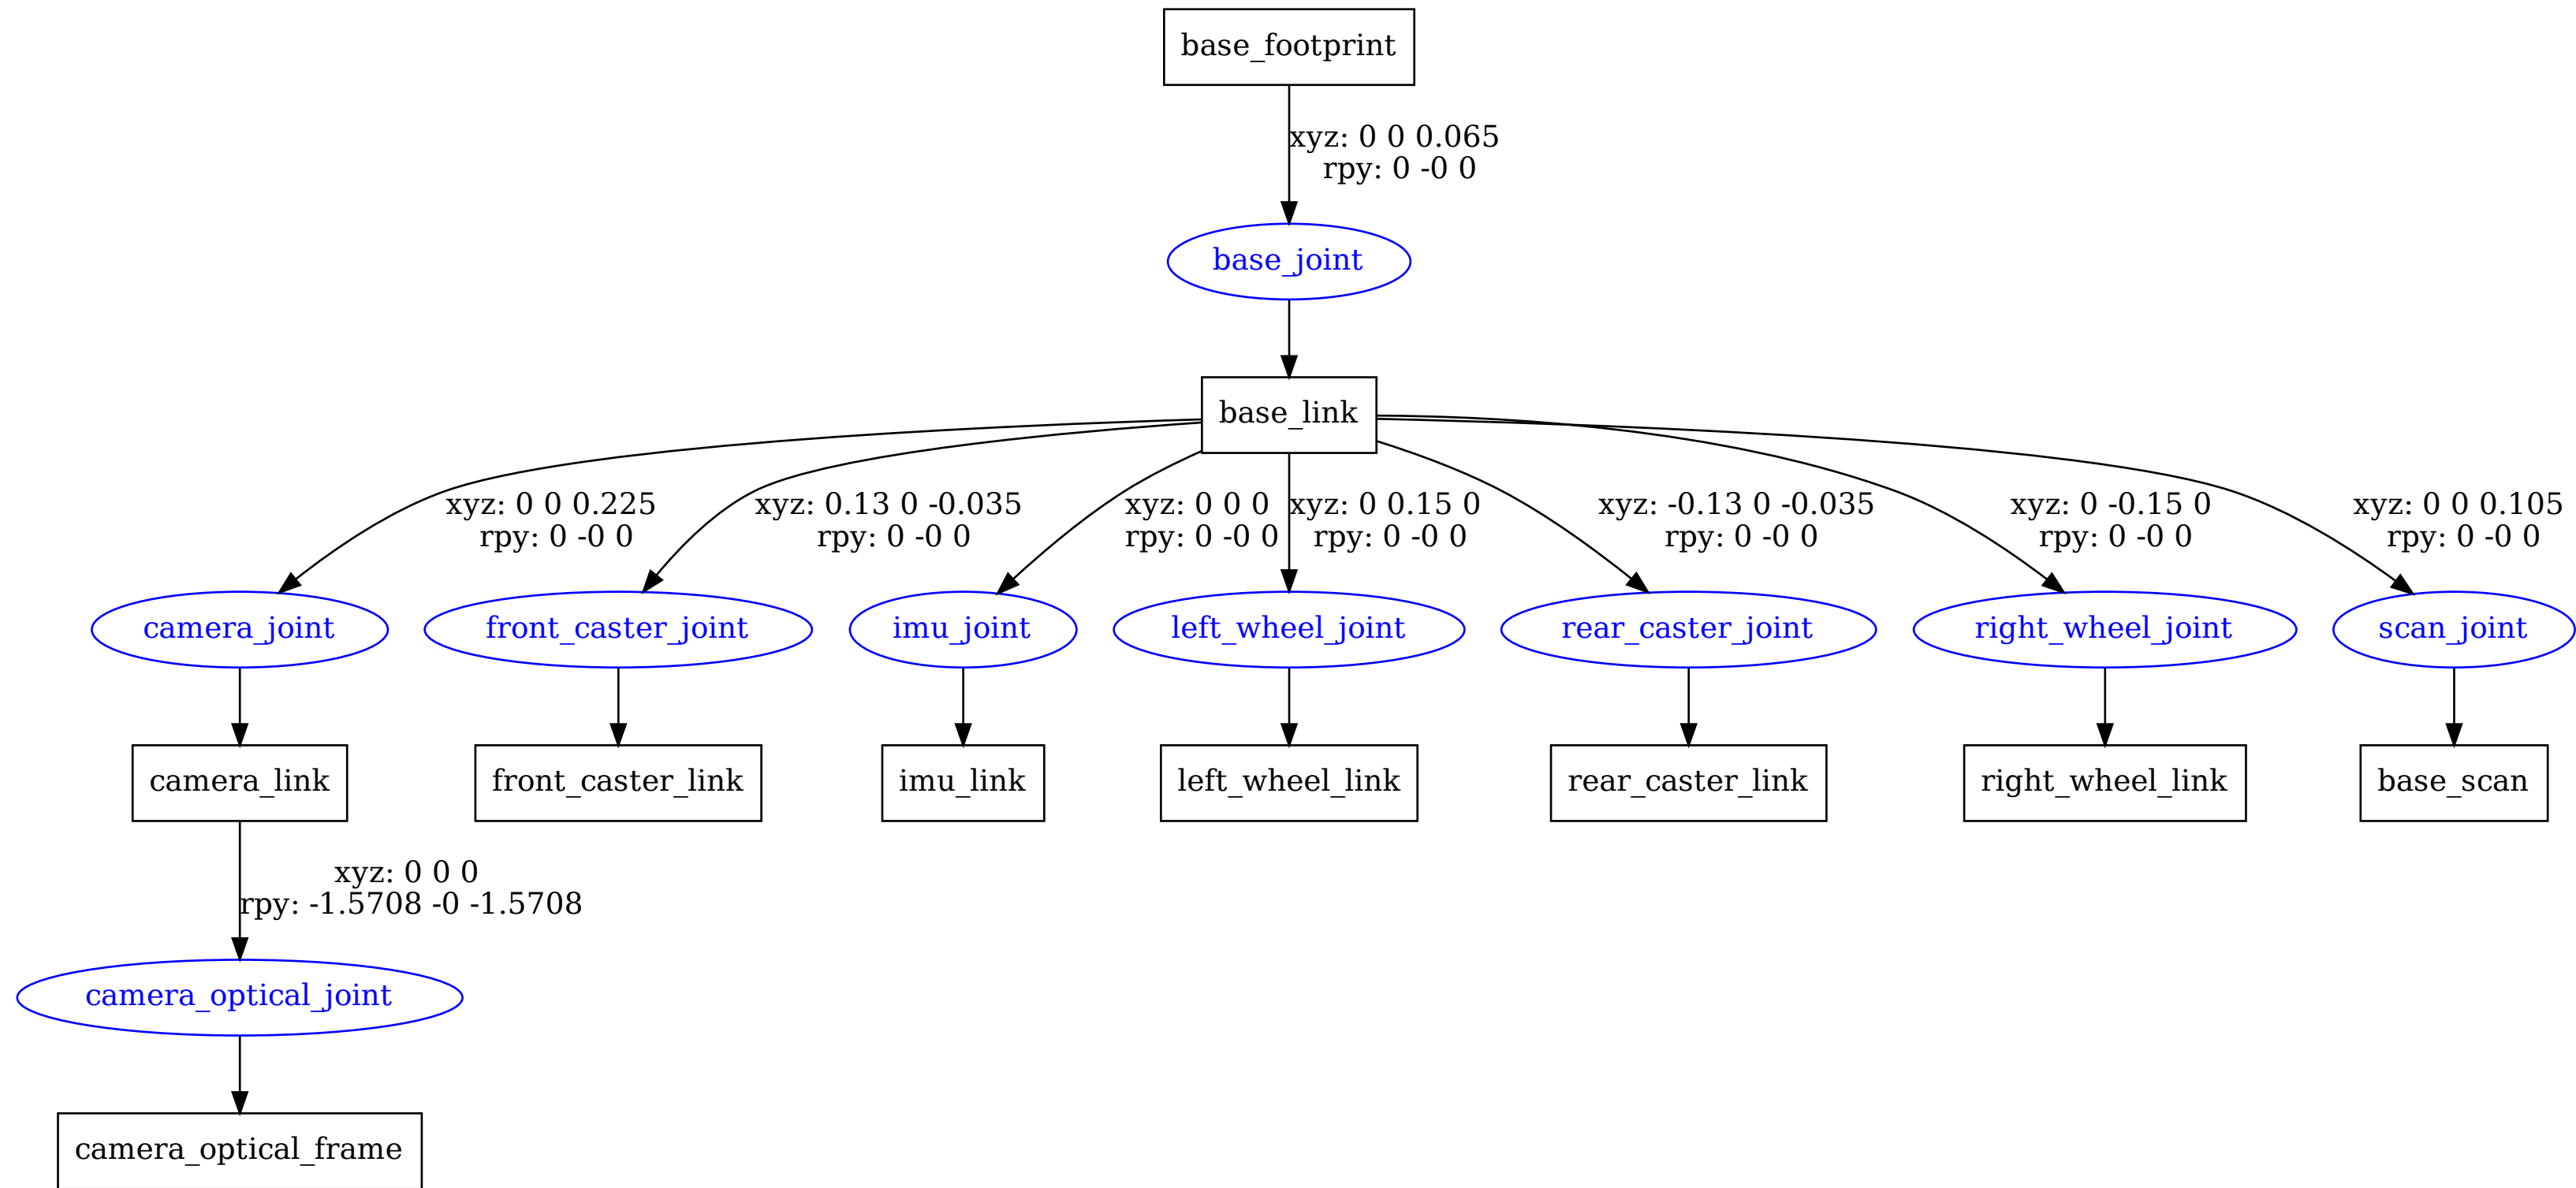 base_footprint
xyz: 0 0 0.065
rpy: 0 -0 0
base_joint
base_link
xyz: 0 0 0.225
rpy: 0 -0 0
xyz: 0.13 0 -0.035
rpy: 0 -0 0
xyz: 0 0 0
rpy: 0 -0 0
xyz: 0 0.15 0
rpy: 0 -0 0
xyz: -0.13 0 -0.035
rpy: 0 -0 0
xyz: 0 -0.15 0
rpy: 0 -0 0
xyz: 0 0 0.105
rpy: 0 -0 0
camera_joint
front_caster_joint
imu_joint
left_wheel_joint
rear_caster_joint
right_wheel_joint
scan_joint
camera_link
front_caster_link
imu_link
left_wheel_link
rear_caster_link
right_wheel_link
base_scan
xyz: 0 0 0
rpy: -1.5708 -0 -1.5708
camera_optical_joint
camera_optical_frame